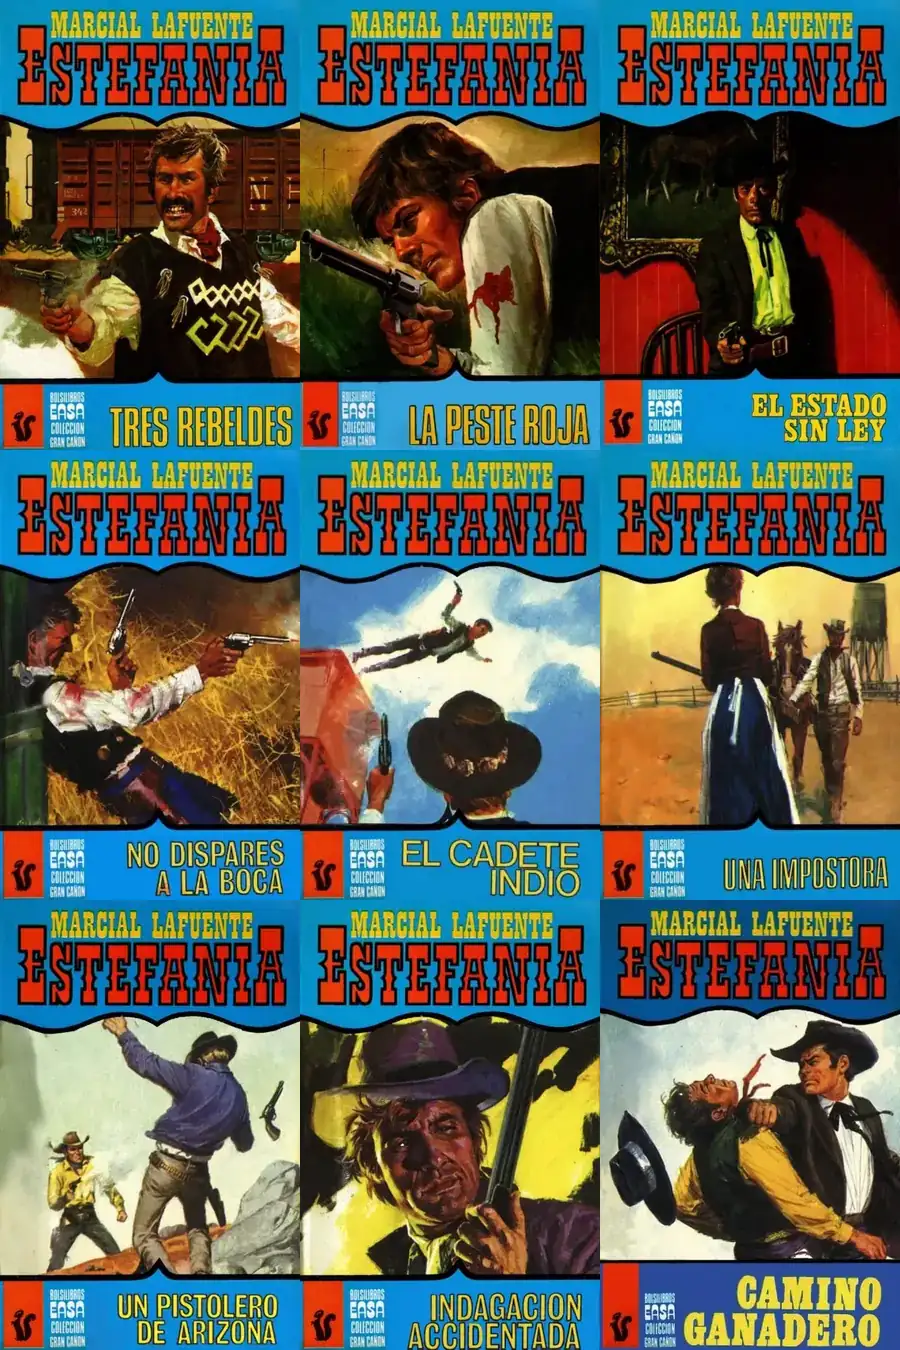 MARCIAL LAFUENTE
ESTEFANIA
342
BOLSILIBROS
EASA
COLECCION
GRAN CAÑON
TRES REBELDES
MARCIAL LAFUENTE
ESTEFANIA
BOLSILIBROS
EASA
COLECCION
GRAN CAÑON
LA PESTE ROJA
MARCIAL LAFUENTE
ESTEFANIA
BOLSILIBROS
EASA
COLECCION
GRAN CAÑON
EL ESTADO
SIN LEY
MARCIAL LAFUENTE
ESTEFANIA
BOLSILIBROS
EASA
COLECCION
GRAN CAÑON
NO DISPARES
A LA BOCA
MARCIAL LAFUENTE
ESTEFANIA
BOLSILIBROS
EASA
COLECCION
GRAN CAÑON
EL CADETE
INDIO
MARCIAL LAFUENTE
ESTEFANIA
BOLSILIBROS
EASA
COLECCION
GRAN CAÑON
UNA IMPOSTORA
MARCIAL LAFUENTE
ESTEFANIA
BOLSILIBROS
EASA
COLECCION
GRAN CAÑON
UN PISTOLERO
DE ARIZONA
MARCIAL LAFUENTE
ESTEFANIA
BOLSILIBROS
EASA
COLECCION
GRAN CAÑON
INDAGACION
ACCIDENTADA
MARCIAL LAFUENTE
ESTEFANIA
BOLSILIBROS
EASA
COLECCION
GRAN CAÑON
CAMINO
GANADERO